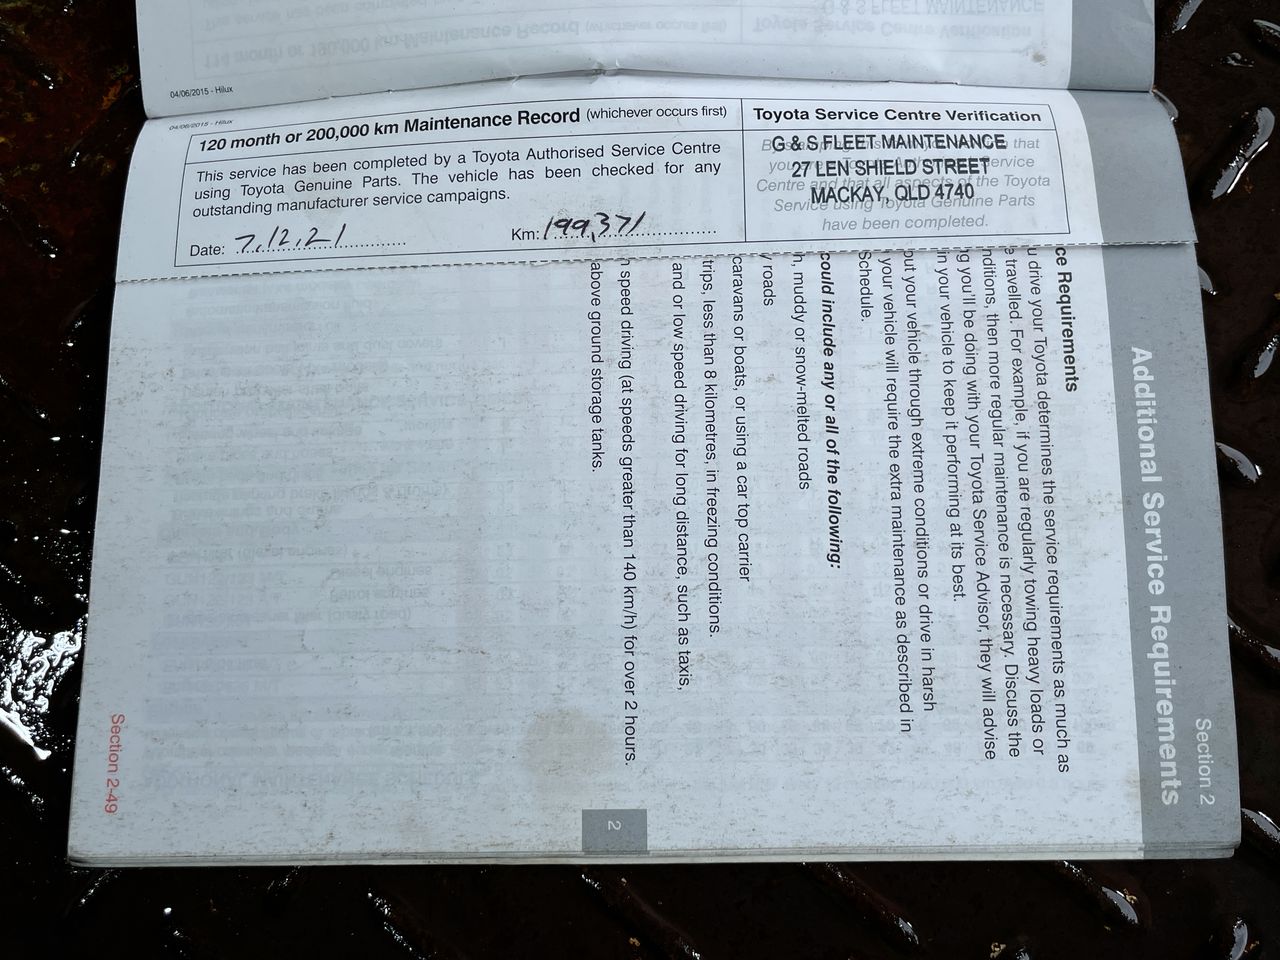 04/06/2015 - Hilux
04/06/2015 - Hilux
120 month or 200,000 km Maintenance Record (whichever occurs first)
This service has been completed by a Toyota Authorised Service Centre
using Toyota Genuine Parts. The vehicle has been checked for any
outstanding manufacturer service campaigns.
Date: 7.12.21
Km: 199,371
Toyota Service Centre Verification
G & S FLEET MAINTENANCE
27 LEN SHIELD STREET
MACKAY, QLD 4740
that
service
Centre and that all aspects of the Toyota
Service using Toyota Genuine Parts
have been completed.
Section 2
Additional Service Requirements
ce Requirements
u drive your Toyota determines the service requirements as much as
e travelled. For example, if you are regularly towing heavy loads or
nditions, then more regular maintenance is necessary. Discuss the
g you'll be doing with your Toyota Service Advisor, they will advise
in your vehicle to keep it performing at its best.
out your vehicle through extreme conditions or drive in harsh
your vehicle will require the extra maintenance as described in
Schedule.
could include any or all of the following:
h, muddy or snow-melted roads
y roads
caravans or boats, or using a car top carrier
trips, less than 8 kilometres, in freezing conditions.
and or low speed driving for long distance, such as taxis,
n speed driving (at speeds greater than 140 km/h) for over 2 hours.
above ground storage tanks.
2
Section 2-49